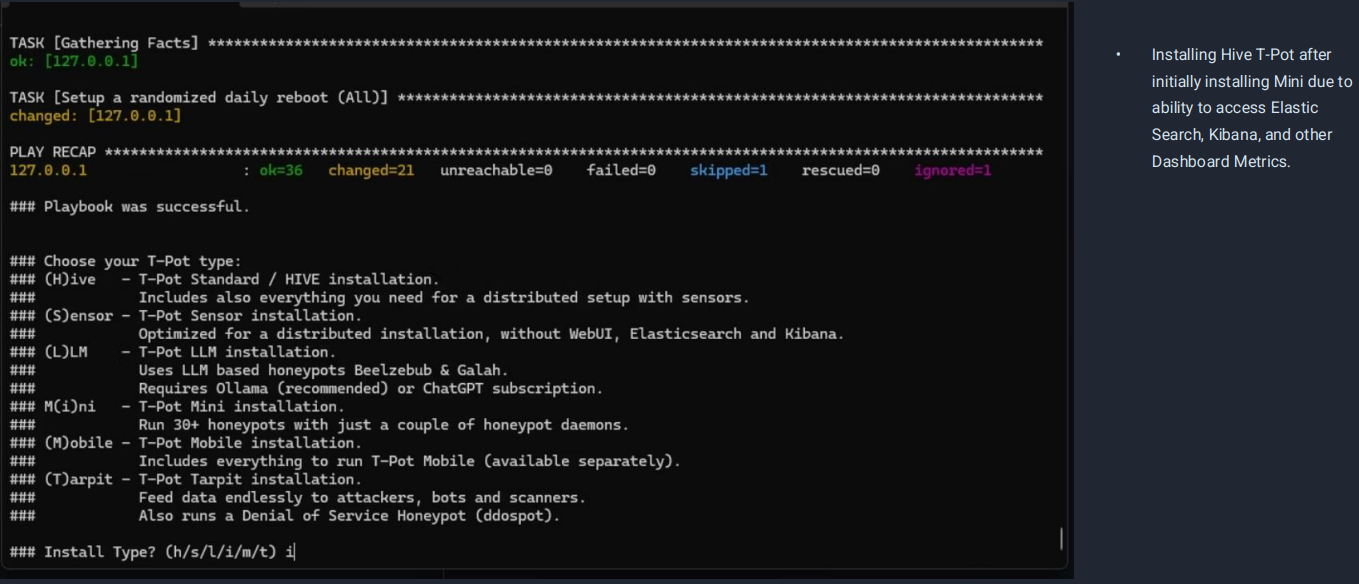 TASK [Gathering Facts] *************************************************************************************************
ok: [127.0.0.1]
TASK [Setup a randomized daily reboot (All)] ***************************************************************************
changed: [127.0.0.1]
PLAY RECAP *************************************************************************************************************
127.0.0.1                  : ok=36   changed=21   unreachable=0    failed=0    skipped=1    rescued=0    ignored=1
### Playbook was successful.
### Choose your T-Pot type:
### (H)ive   - T-Pot Standard / HIVE installation.
###            Includes also everything you need for a distributed setup with sensors.
### (S)ensor - T-Pot Sensor installation.
###            Optimized for a distributed installation, without WebUI, Elasticsearch and Kibana.
### (L)LM    - T-Pot LLM installation.
###            Uses LLM based honeypots Beelzebub & Galah.
###            Requires Ollama (recommended) or ChatGPT subscription.
### M(i)ni   - T-Pot Mini installation.
###            Run 30+ honeypots with just a couple of honeypot daemons.
### (M)obile - T-Pot Mobile installation.
###            Includes everything to run T-Pot Mobile (available separately).
### (T)arpit - T-Pot Tarpit installation.
###            Feed data endlessly to attackers, bots and scanners.
###            Also runs a Denial of Service Honeypot (ddospot).
### Install Type? (h/s/l/i/m/t) i
• Installing Hive T-Pot after
initially installing Mini due to
ability to access Elastic
Search, Kibana, and other
Dashboard Metrics.